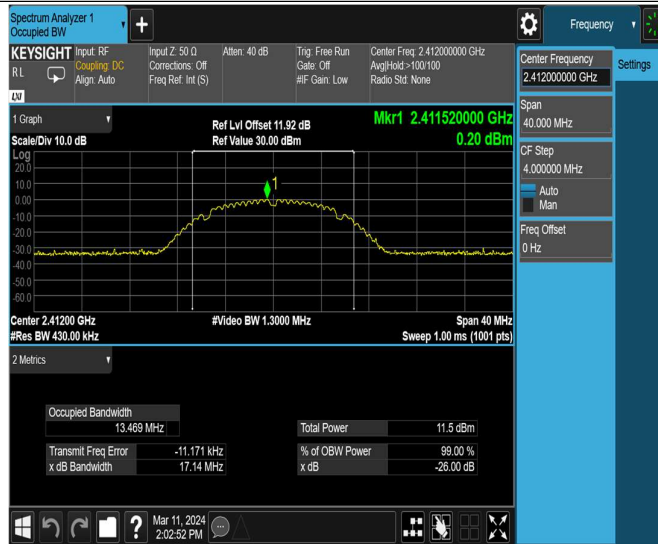 Spectrum Analyzer 1
Occupied BW
Frequency
KEYSIGHT
R L
LXI
Input: RF
Coupling: DC
Align: Auto
Input Z: 50 Ω
Corrections: Off
Freq Ref: Int (S)
Atten: 40 dB
Trig: Free Run
Gate: Off
#IF Gain: Low
Center Freq: 2.412000000 GHz
Avg|Hold:>100/100
Radio Std: None
Center Frequency
2.412000000 GHz
Settings
Span
40.000 MHz
CF Step
4.000000 MHz
Auto
Man
Freq Offset
0 Hz
1 Graph
Scale/Div 10.0 dB
Ref Lvl Offset 11.92 dB
Ref Value 30.00 dBm
Mkr1 2.411520000 GHz
0.20 dBm
Log
20.0
10.0
0.00
-10.0
-20.0
-30.0
-40.0
-50.0
-60.0
1
Center 2.41200 GHz
#Res BW 430.00 kHz
#Video BW 1.3000 MHz
Span 40 MHz
Sweep 1.00 ms (1001 pts)
2 Metrics
Occupied Bandwidth
13.469 MHz
Total Power 11.5 dBm
Transmit Freq Error -11.171 kHz
% of OBW Power 99.00 %
x dB Bandwidth 17.14 MHz
x dB -26.00 dB
?
Mar 11, 2024
2:02:52 PM